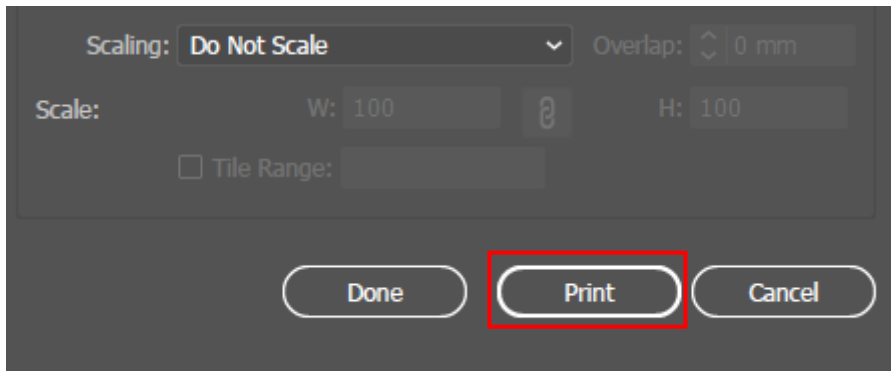 Scaling: Do Not Scale Overlap: 0 mm
Scale: W: 100 H: 100
Tile Range:
Done Print Cancel